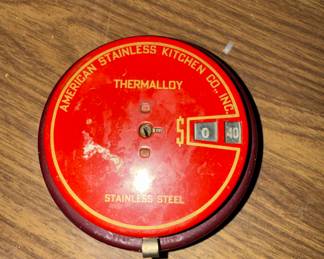 AMERICAN STAINLESS KITCHEN CO., INC.
THERMALLOY
$ 0 40
STAINLESS STEEL